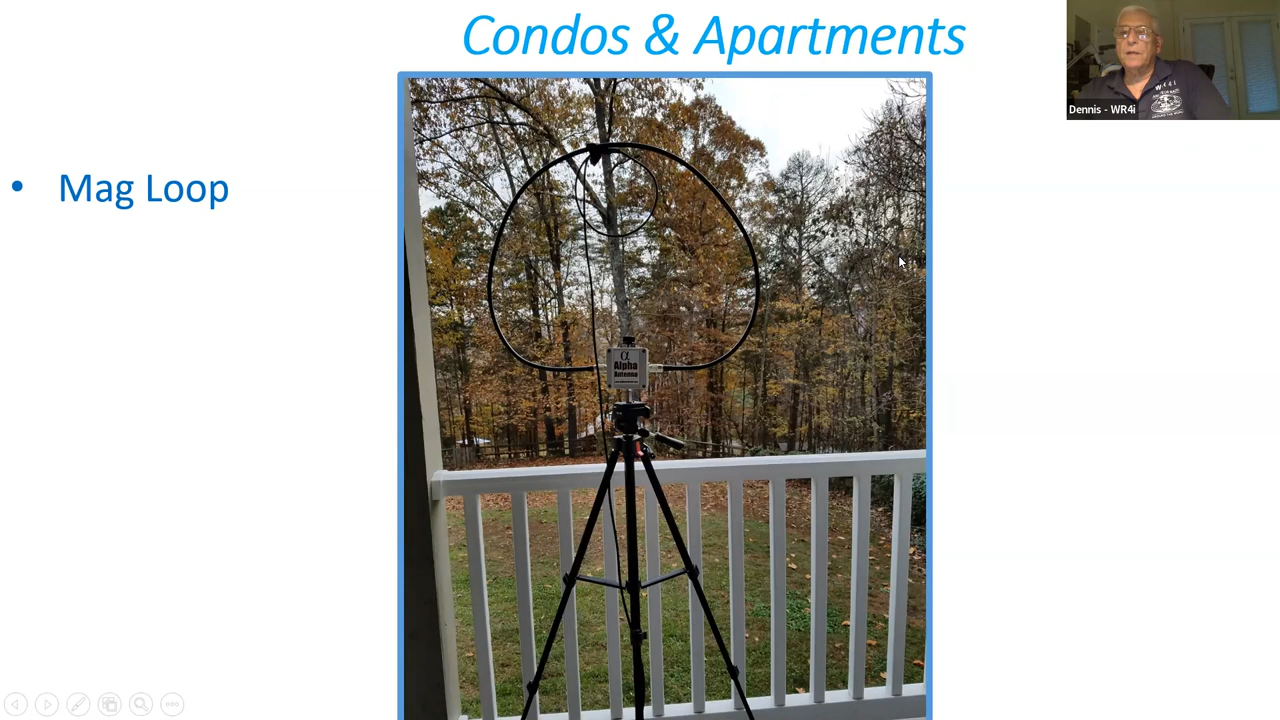 Condos & Apartments
Dennis - WR4i
• Mag Loop
α
Alpha
Antenna